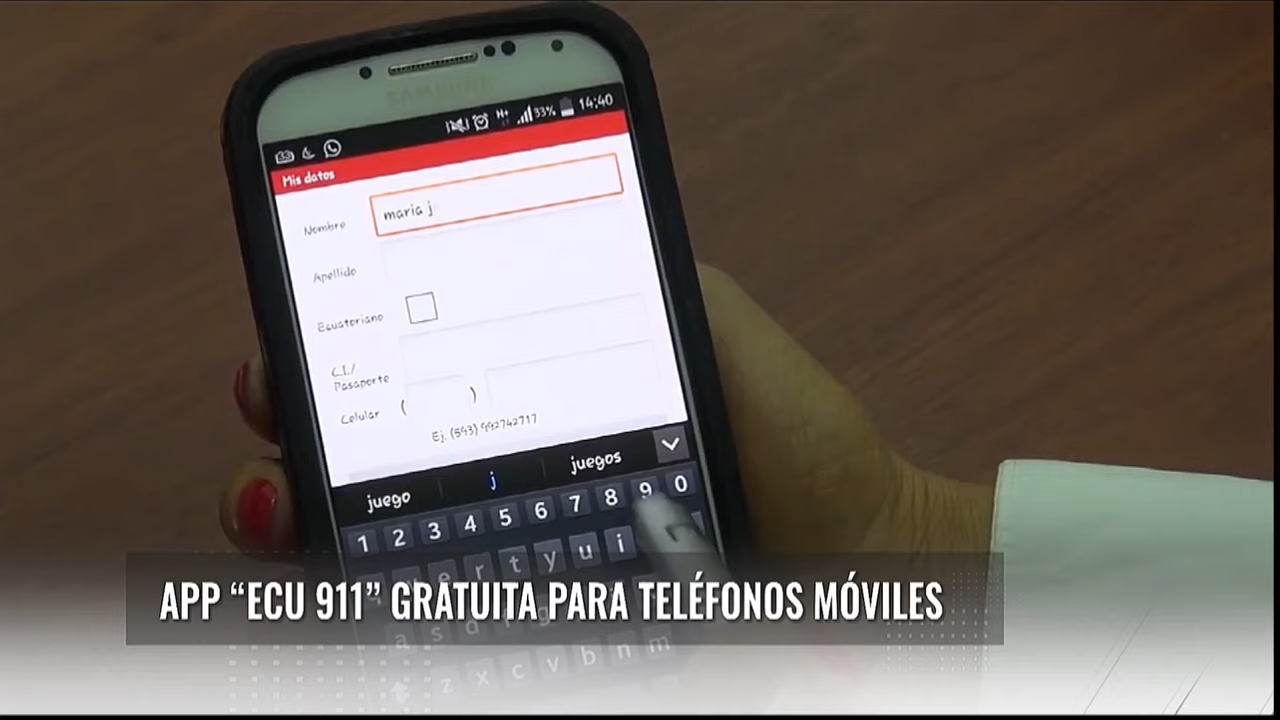 SAMSUNG
33% 14:40
Mis datos
Nombre
maria j
Apellido
Ecuatoriano
C.I./
Pasaporte
Celular ( )
Ej. (593) 992742717
juego j juegos
1 2 3 4 5 6 7 8 9 0
e r t y u i
APP “ECU 911” GRATUITA PARA TELÉFONOS MÓVILES
a s d g
z x c v b n m